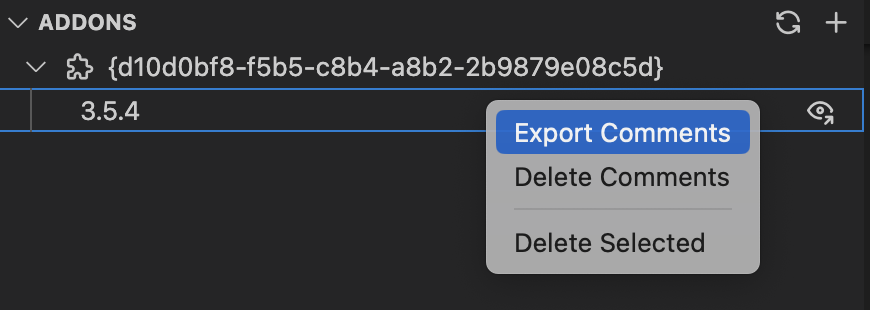 ADDONS
{d10d0bf8-f5b5-c8b4-a8b2-2b9879e08c5d}
3.5.4
Export Comments
Delete Comments
Delete Selected